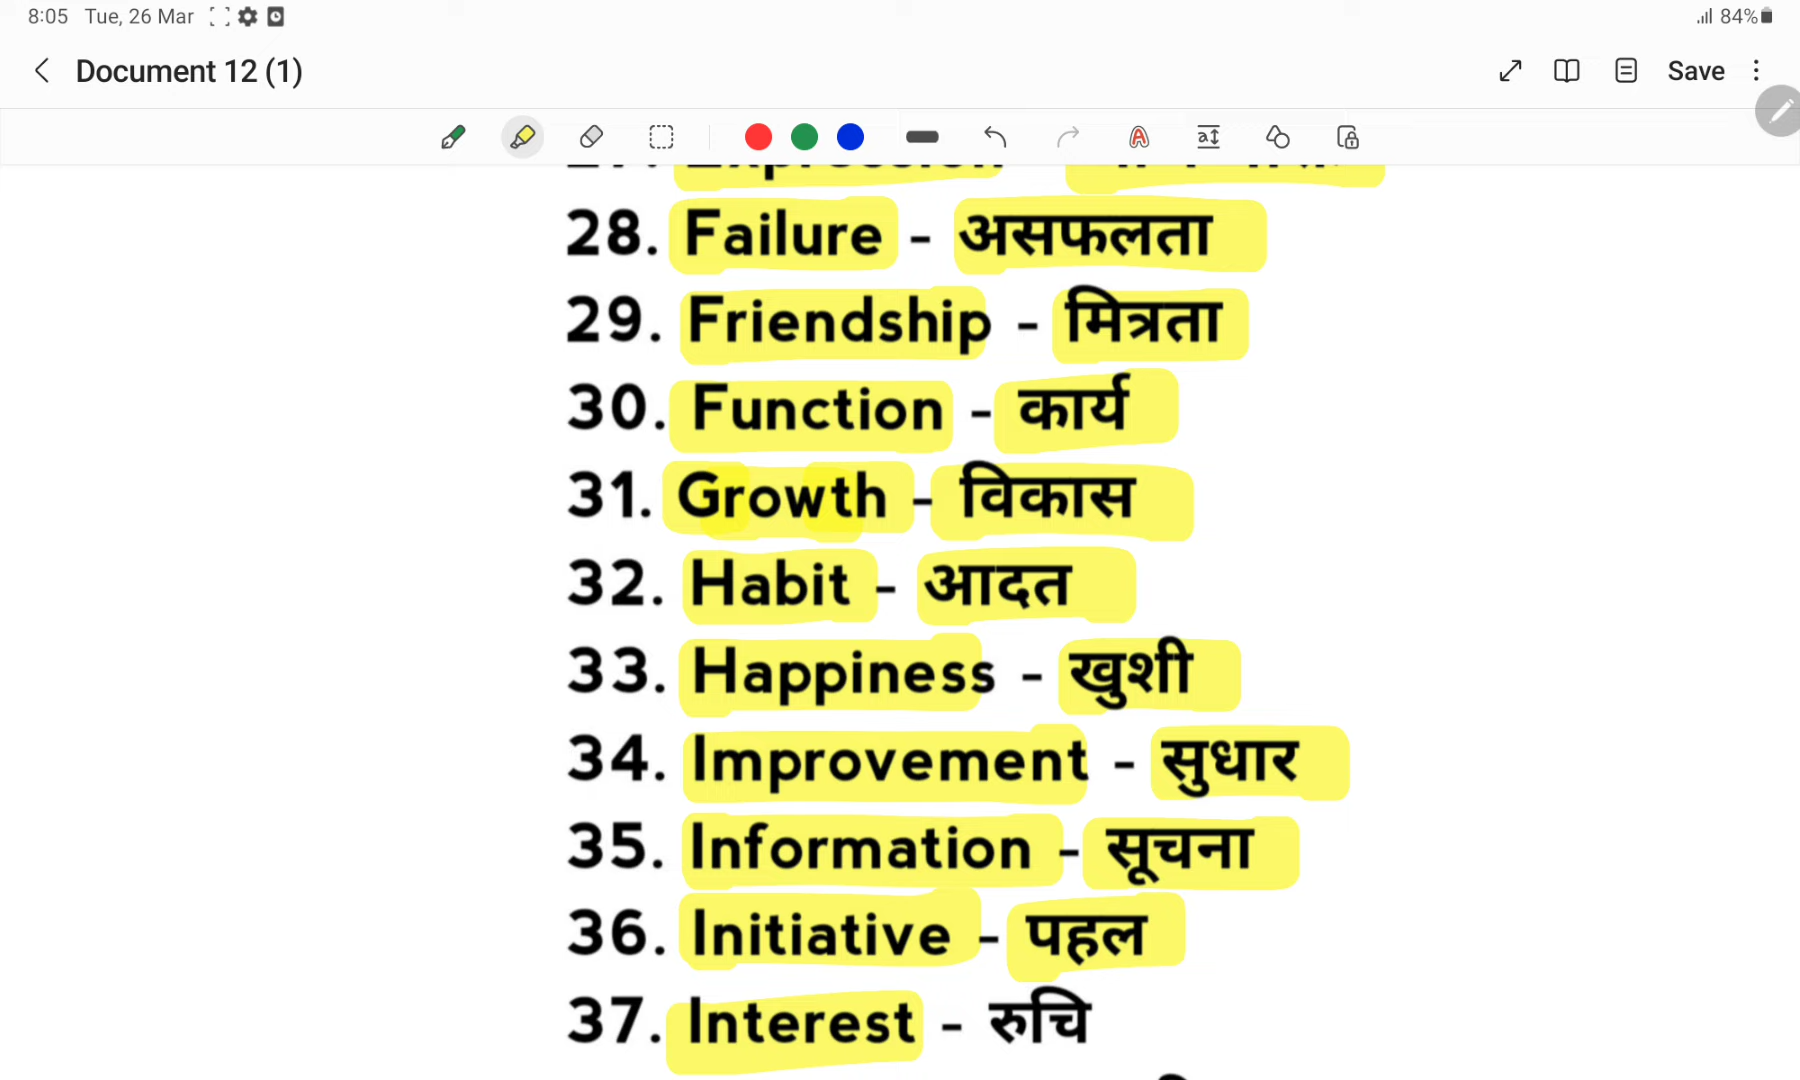 8:05 Tue, 26 Mar 84%
Document 12 (1) Save
28. Failure - असफलता
29. Friendship - मित्रता
30. Function - कार्य
31. Growth - विकास
32. Habit - आदत
33. Happiness - खुशी
34. Improvement - सुधार
35. Information - सूचना
36. Initiative - पहल
37. Interest - रुचि